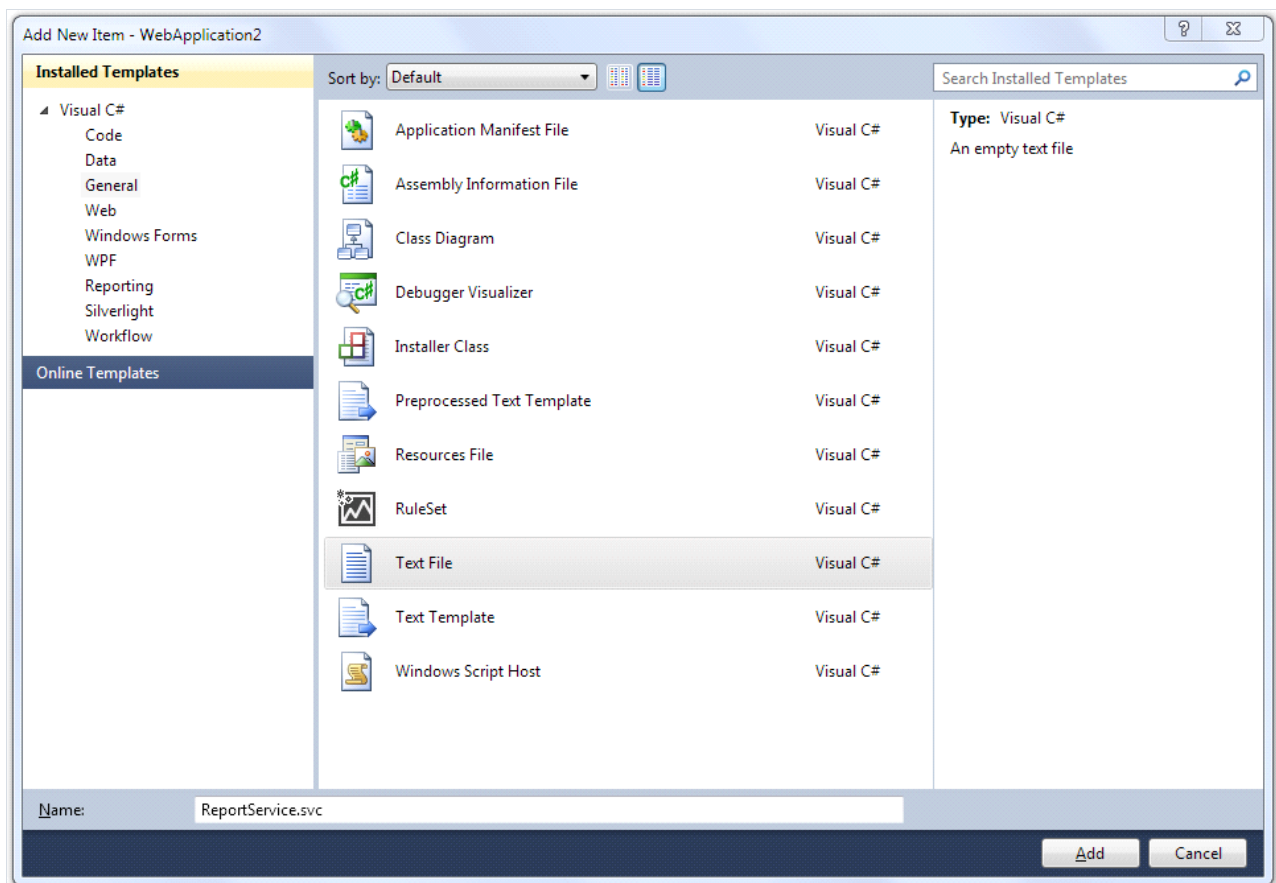 Add New Item - WebApplication2
Installed Templates
Visual C#
Code
Data
General
Web
Windows Forms
WPF
Reporting
Silverlight
Workflow
Online Templates
Sort by: Default
Search Installed Templates
Application Manifest File Visual C#
Assembly Information File Visual C#
Class Diagram Visual C#
Debugger Visualizer Visual C#
Installer Class Visual C#
Preprocessed Text Template Visual C#
Resources File Visual C#
RuleSet Visual C#
Text File Visual C#
Text Template Visual C#
Windows Script Host Visual C#
Type: Visual C#
An empty text file
Name: ReportService.svc
Add Cancel